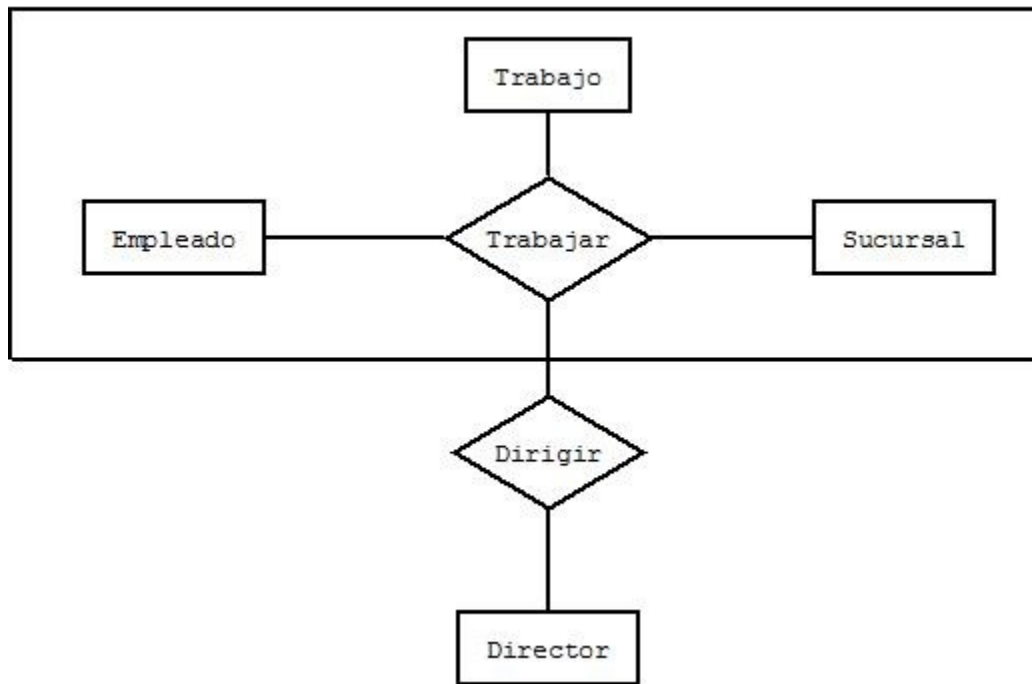 Trabajo
Empleado
Trabajar
Sucursal
Dirigir
Director